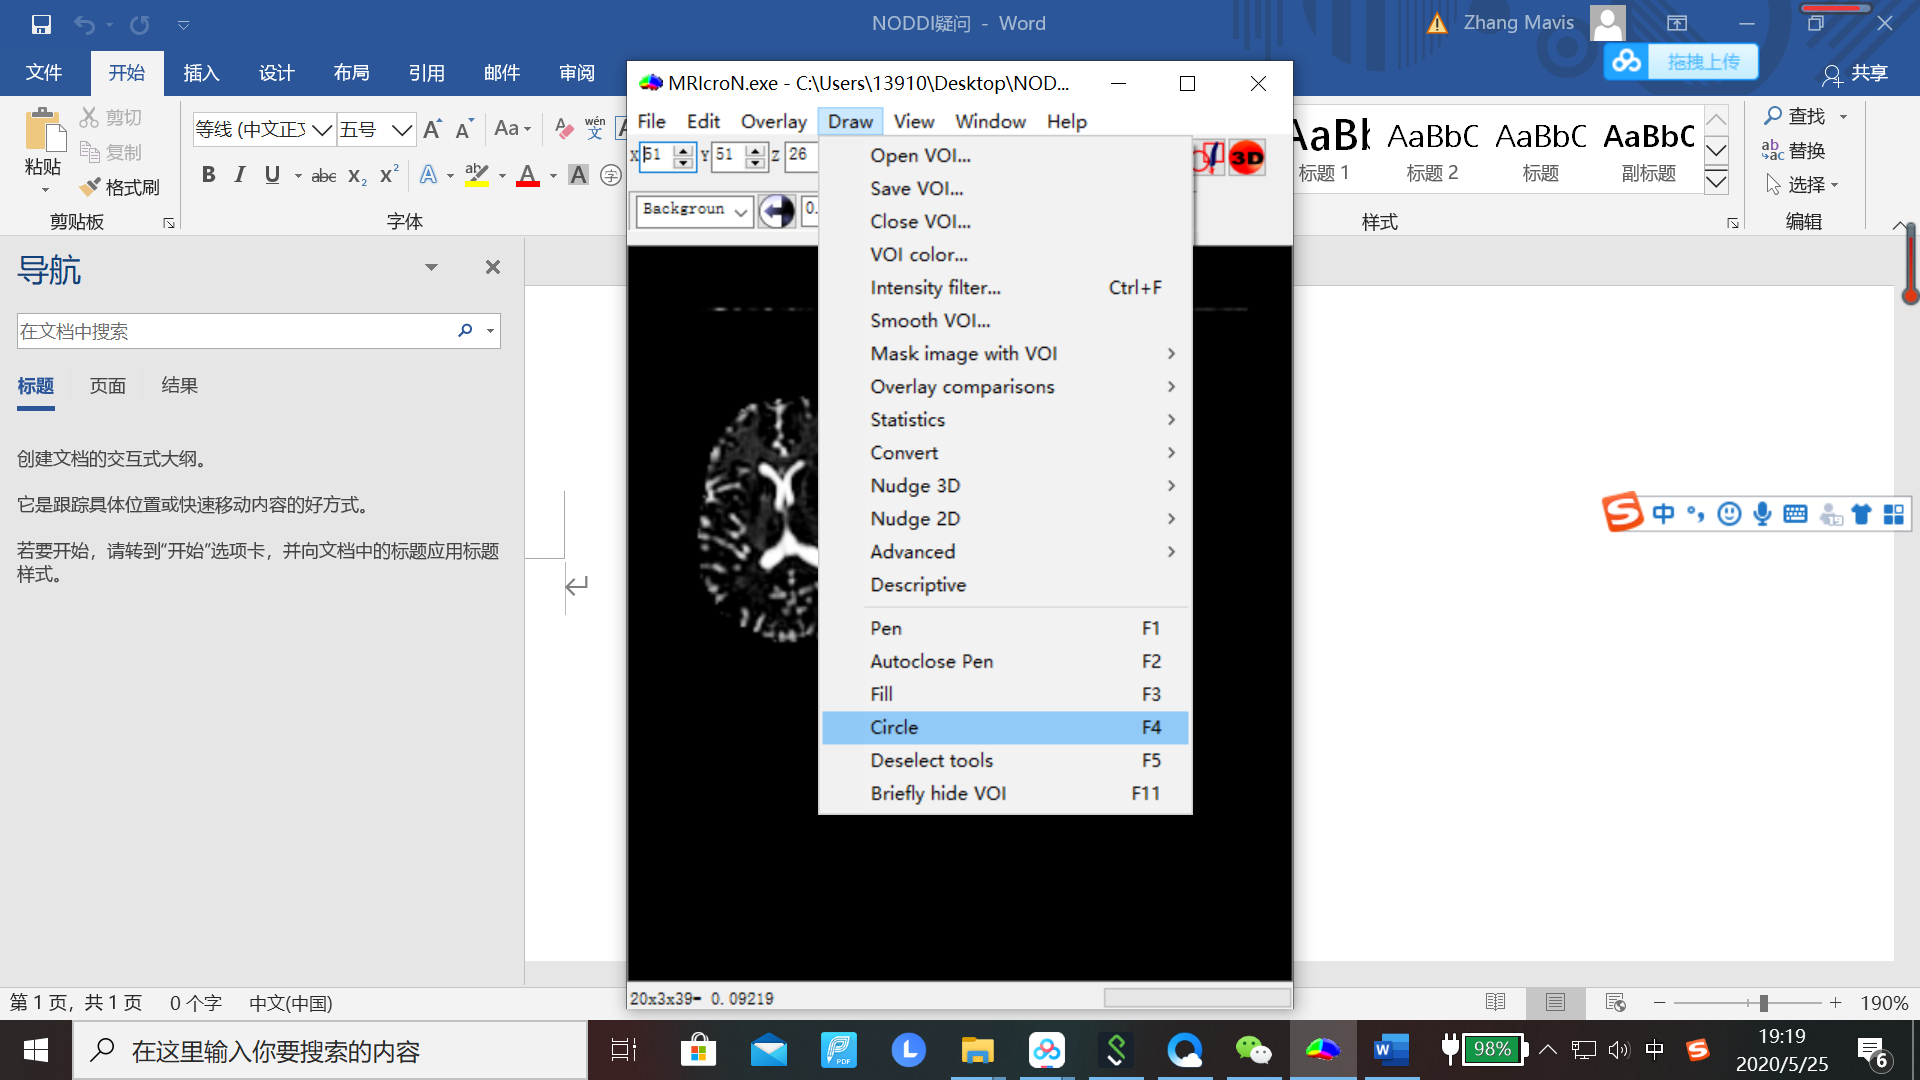 NODDI疑问 - Word
Zhang Mavis
拖拽上传
文件 开始 插入 设计 布局 引用 邮件 审阅
共享
粘贴
剪切
复制
格式刷
剪贴板
等线 (中文正文
五号
字体
AaBbC AaBbC AaBbC
标题 1 标题 2 标题 副标题
样式
查找
替换
选择
编辑
导航
在文档中搜索
标题 页面 结果
创建文档的交互式大纲。
它是跟踪具体位置或快速移动内容的好方式。
若要开始，请转到“开始”选项卡，并向文档中的标题应用标题
样式。
MRIcroN.exe - C:\Users\13910\Desktop\NOD...
File Edit Overlay Draw View Window Help
X 51 Y 51 Z 26
3D
Backgroun
0.
Open VOI...
Save VOI...
Close VOI...
VOI color...
Intensity filter... Ctrl+F
Smooth VOI...
Mask image with VOI
Overlay comparisons
Statistics
Convert
Nudge 3D
Nudge 2D
Advanced
Descriptive
Pen F1
Autoclose Pen F2
Fill F3
Circle F4
Deselect tools F5
Briefly hide VOI F11
20x3x39= 0.09219
中
第 1 页，共 1 页 0 个字 中文(中国)
190%
在这里输入你要搜索的内容
98%
中
19:19
2020/5/25
6